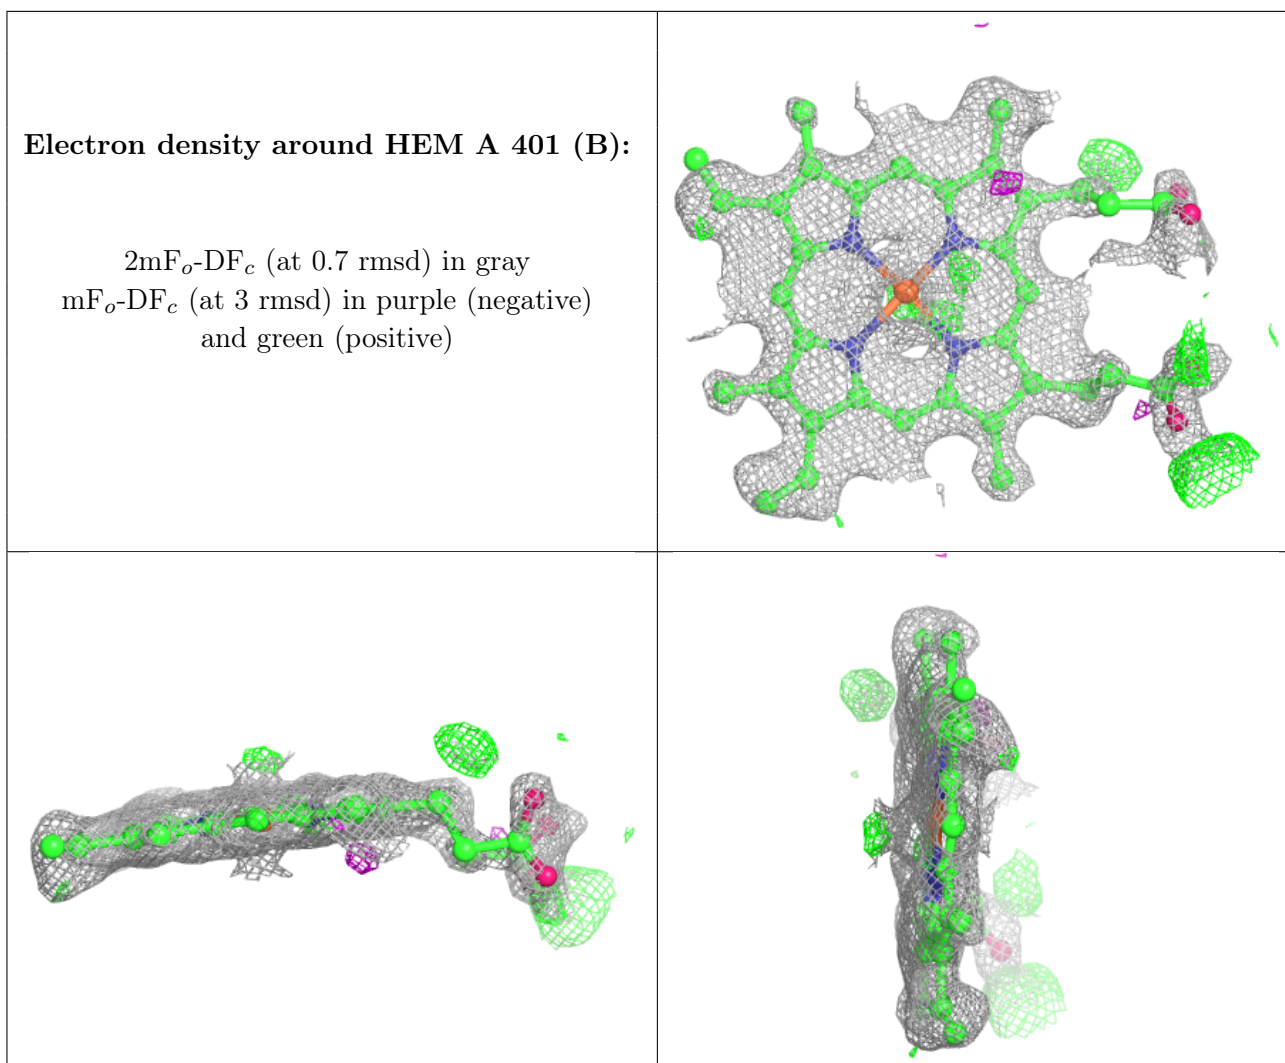 Electron density around HEM A 401 (B):
2mFo-DFc (at 0.7 rmsd) in gray
mFo-DFc (at 3 rmsd) in purple (negative)
and green (positive)